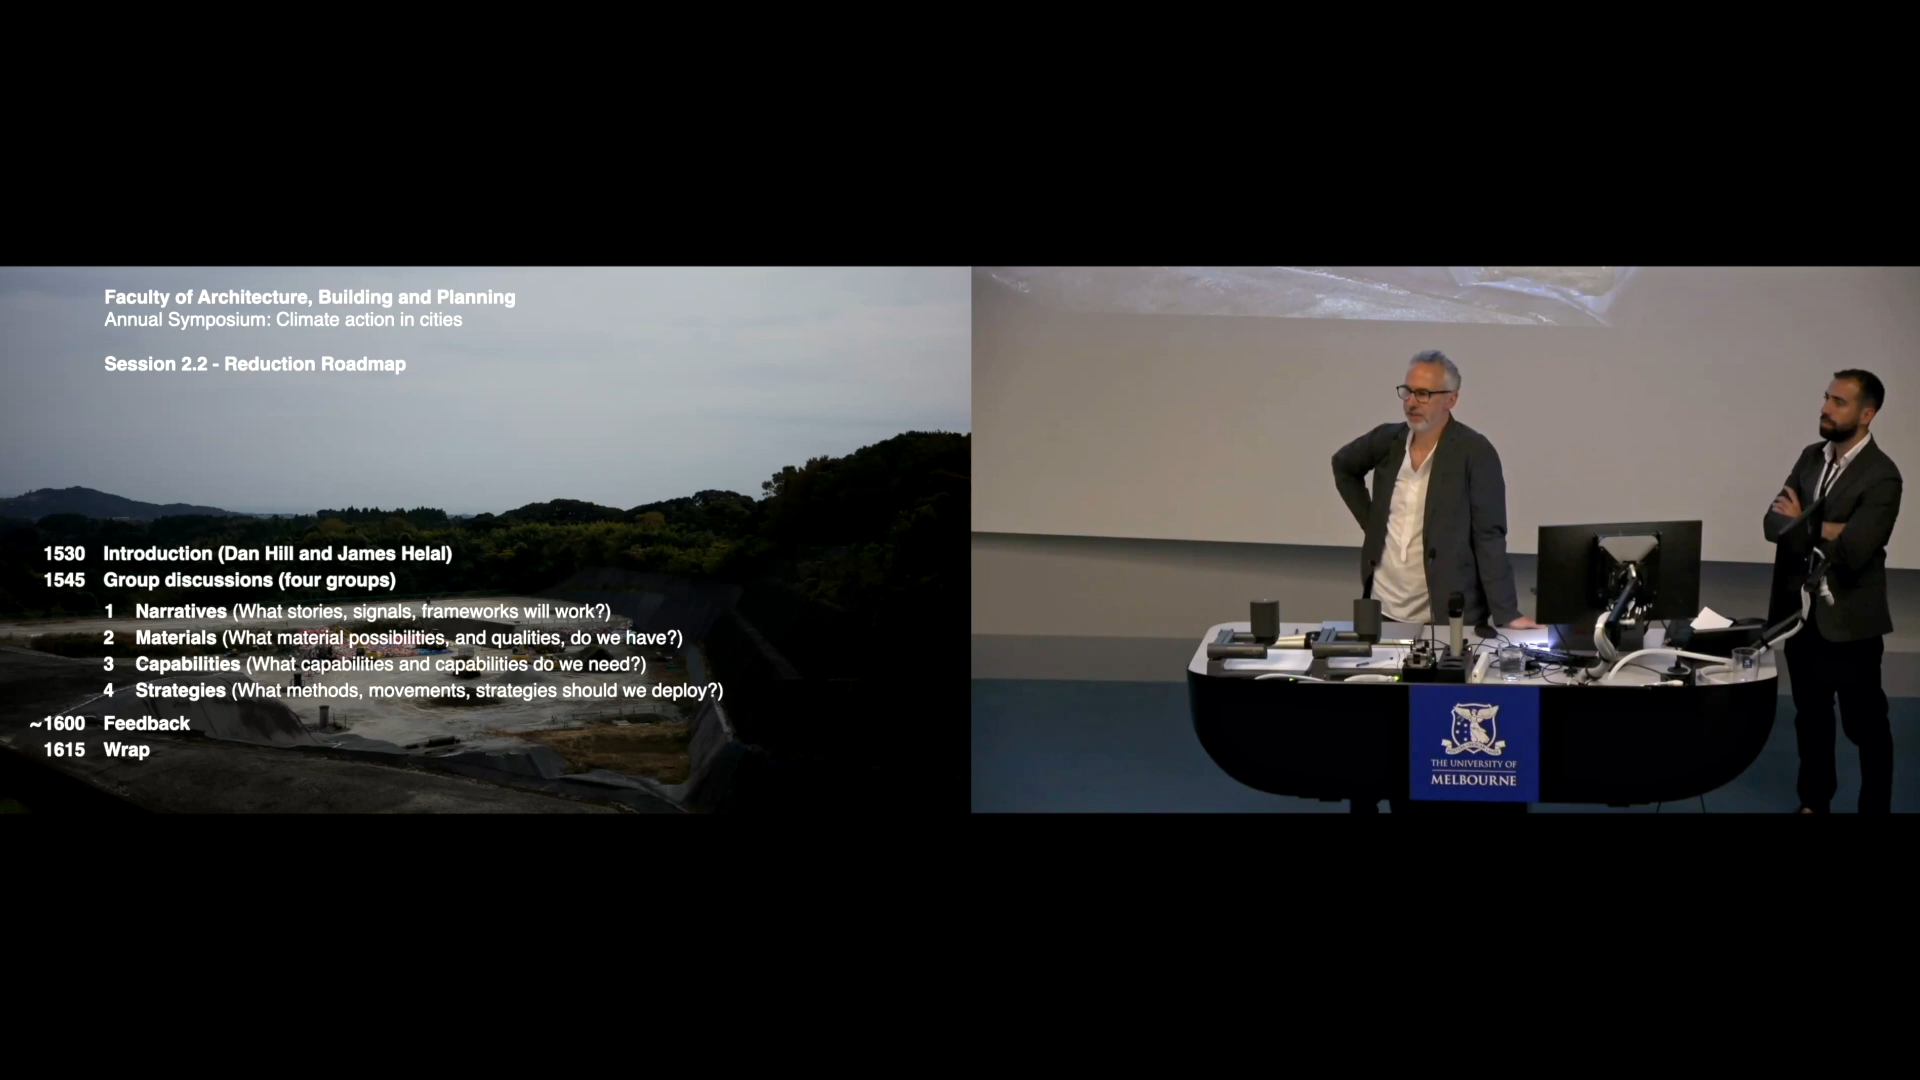 Faculty of Architecture, Building and Planning
Annual Symposium: Climate action in cities
Session 2.2 - Reduction Roadmap
1530 Introduction (Dan Hill and James Helal)
1545 Group discussions (four groups)
1 Narratives (What stories, signals, frameworks will work?)
2 Materials (What material possibilities, and qualities, do we have?)
3 Capabilities (What capabilities and capabilities do we need?)
4 Strategies (What methods, movements, strategies should we deploy?)
~1600 Feedback
1615 Wrap
THE UNIVERSITY OF
MELBOURNE